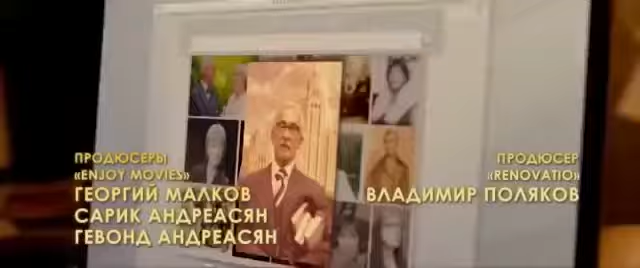 ПРОДЮСЕРЫ
«ENJOY MOVIES»
ГЕОРГИЙ МАЛКОВ
САРИК АНДРЕАСЯН
ГЕВОНД АНДРЕАСЯН
ПРОДЮСЕР
«RENOVATIO»
ВЛАДИМИР ПОЛЯКОВ